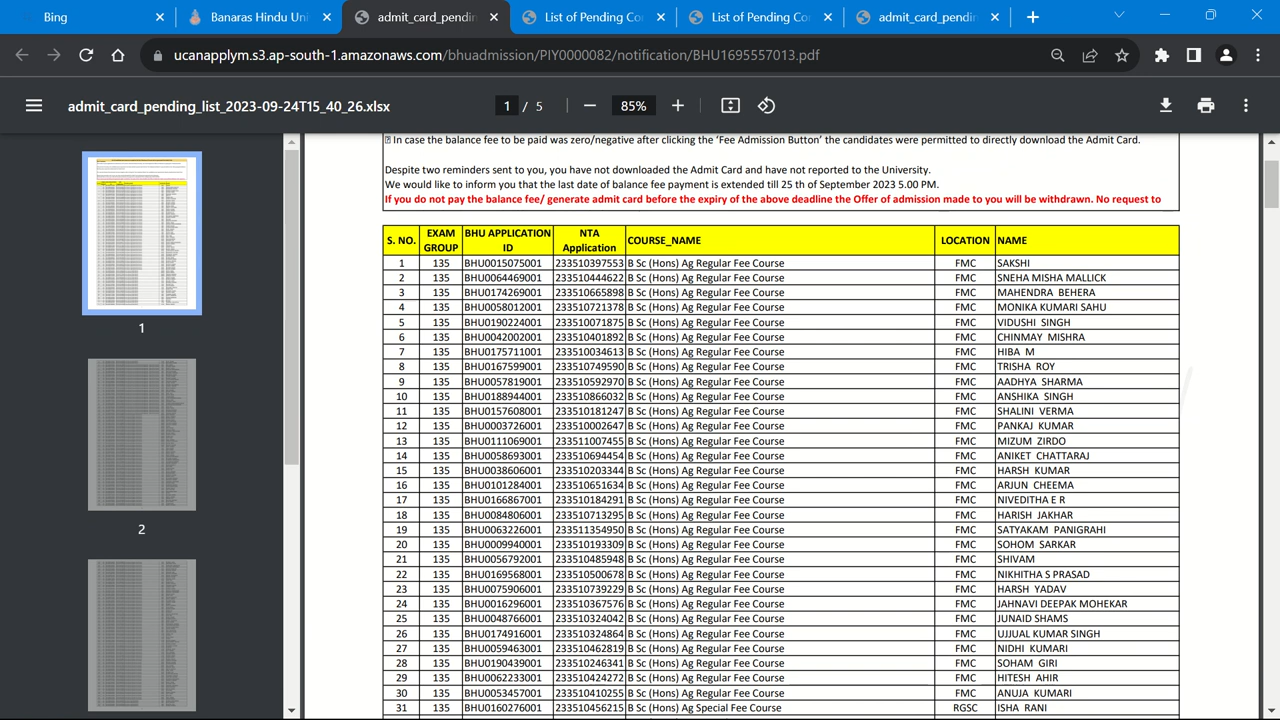 Bing
Banaras Hindu Uni
admit_card_pendin
List of Pending Co
List of Pending Co
admit_card_pendin
ucanapplym.s3.ap-south-1.amazonaws.com/bhuadmission/PIY0000082/notification/BHU1695557013.pdf
admit_card_pending_list_2023-09-24T15_40_26.xlsx
1 / 5
85%
In case the balance fee to be paid was zero/negative after clicking the 'Fee Admission Button' the candidates were permitted to directly download the Admit Card.
Despite two reminders to you, you have not downloaded the Admit Card and have not reported to the University.
the fee payment is extended till 25 th September 2023 5.00 PM.
If you do not pay the balance fee/ generate admit card before the expiry of the above deadline the Offer of admission made to you will be withdrawn. No request to
S. NO. EXAM GROUP BHU APPLICATION ID NTA Application COURSE_NAME LOCATION NAME
1 135 BHU0015075001 233510397353 B Sc (Hons) Ag Regular Fee Course FMC SAKSHI
2 135 BHU0064463001 233510444422 B Sc (Hons) Ag Regular Fee Course FMC SNEHA MISHA MALLICK
3 135 BHU0174269001 233510665598 B Sc (Hons) Ag Regular Fee Course FMC MAHENDRA BEHERA
4 135 BHU0058012001 233510721378 B Sc (Hons) Ag Regular Fee Course FMC MONIKA KUMARI SAHU
5 135 BHU0190224001 233510071875 B Sc (Hons) Ag Regular Fee Course FMC VIDUSHI SINGH
6 135 BHU0042002001 233510401892 B Sc (Hons) Ag Regular Fee Course FMC CHINMAY MISHRA
7 135 BHU0175711001 233510034613 B Sc (Hons) Ag Regular Fee Course FMC HIBA M
8 135 BHU0167599001 233510749590 B Sc (Hons) Ag Regular Fee Course FMC TRISHA ROY
9 135 BHU0057819001 233510592970 B Sc (Hons) Ag Regular Fee Course FMC AADHYA SHARMA
10 135 BHU0188944001 233510866032 B Sc (Hons) Ag Regular Fee Course FMC ANSHIKA SINGH
11 135 BHU0157608001 233510181247 B Sc (Hons) Ag Regular Fee Course FMC SHALINI VERMA
12 135 BHU0003728001 233510002647 B Sc (Hons) Ag Regular Fee Course FMC PANKAJ KUMAR
13 135 BHU0111069001 233511007455 B Sc (Hons) Ag Regular Fee Course FMC MIZUM ZIRDO
14 135 BHU0058693001 233510694454 B Sc (Hons) Ag Regular Fee Course FMC ANIKET CHATTARAJ
15 135 BHU0038600001 233510203344 B Sc (Hons) Ag Regular Fee Course FMC HARSH KUMAR
16 135 BHU0101284001 233510651654 B Sc (Hons) Ag Regular Fee Course FMC ARJUN CHEEMA
17 135 BHU0166867001 233510184291 B Sc (Hons) Ag Regular Fee Course FMC NIVEDITHA E R
18 135 BHU0084806001 233510713295 B Sc (Hons) Ag Regular Fee Course FMC HARISH JAKHAR
19 135 BHU0063226001 233511354950 B Sc (Hons) Ag Regular Fee Course FMC SATYAKAM PANIGRAHI
20 135 BHU0009940001 233510193309 B Sc (Hons) Ag Regular Fee Course FMC SOHOM SARKAR
21 135 BHU0056792001 233510485948 B Sc (Hons) Ag Regular Fee Course FMC SHIVAM
22 135 BHU0169568001 233510500578 B Sc (Hons) Ag Regular Fee Course FMC NIKHITHA S PRASAD
23 135 BHU0075906001 233510739229 B Sc (Hons) Ag Regular Fee Course FMC HARSH YADAV
24 135 BHU0016296001 233510367576 B Sc (Hons) Ag Regular Fee Course FMC JAHNAVI DEEPAK MOHEKAR
25 135 BHU0048766001 233510324042 B Sc (Hons) Ag Regular Fee Course FMC JUNAID SHAMS
26 135 BHU0174916001 233510324564 B Sc (Hons) Ag Regular Fee Course FMC UJJUAL KUMAR SINGH
27 135 BHU0059463001 233510462819 B Sc (Hons) Ag Regular Fee Course FMC NIDHI KUMARI
28 135 BHU0190439001 233510248041 B Sc (Hons) Ag Regular Fee Course FMC SOHAM GIRI
29 135 BHU0022335001 233510429272 B Sc (Hons) Ag Regular Fee Course FMC HITESH AHIR
30 135 BHU0053457001 233510318155 B Sc (Hons) Ag Regular Fee Course FMC ANUJA KUMARI
31 135 BHU0160276001 233510455215 B Sc (Hons) Ag Special Fee Course RGSC ISHA RANI
1
2